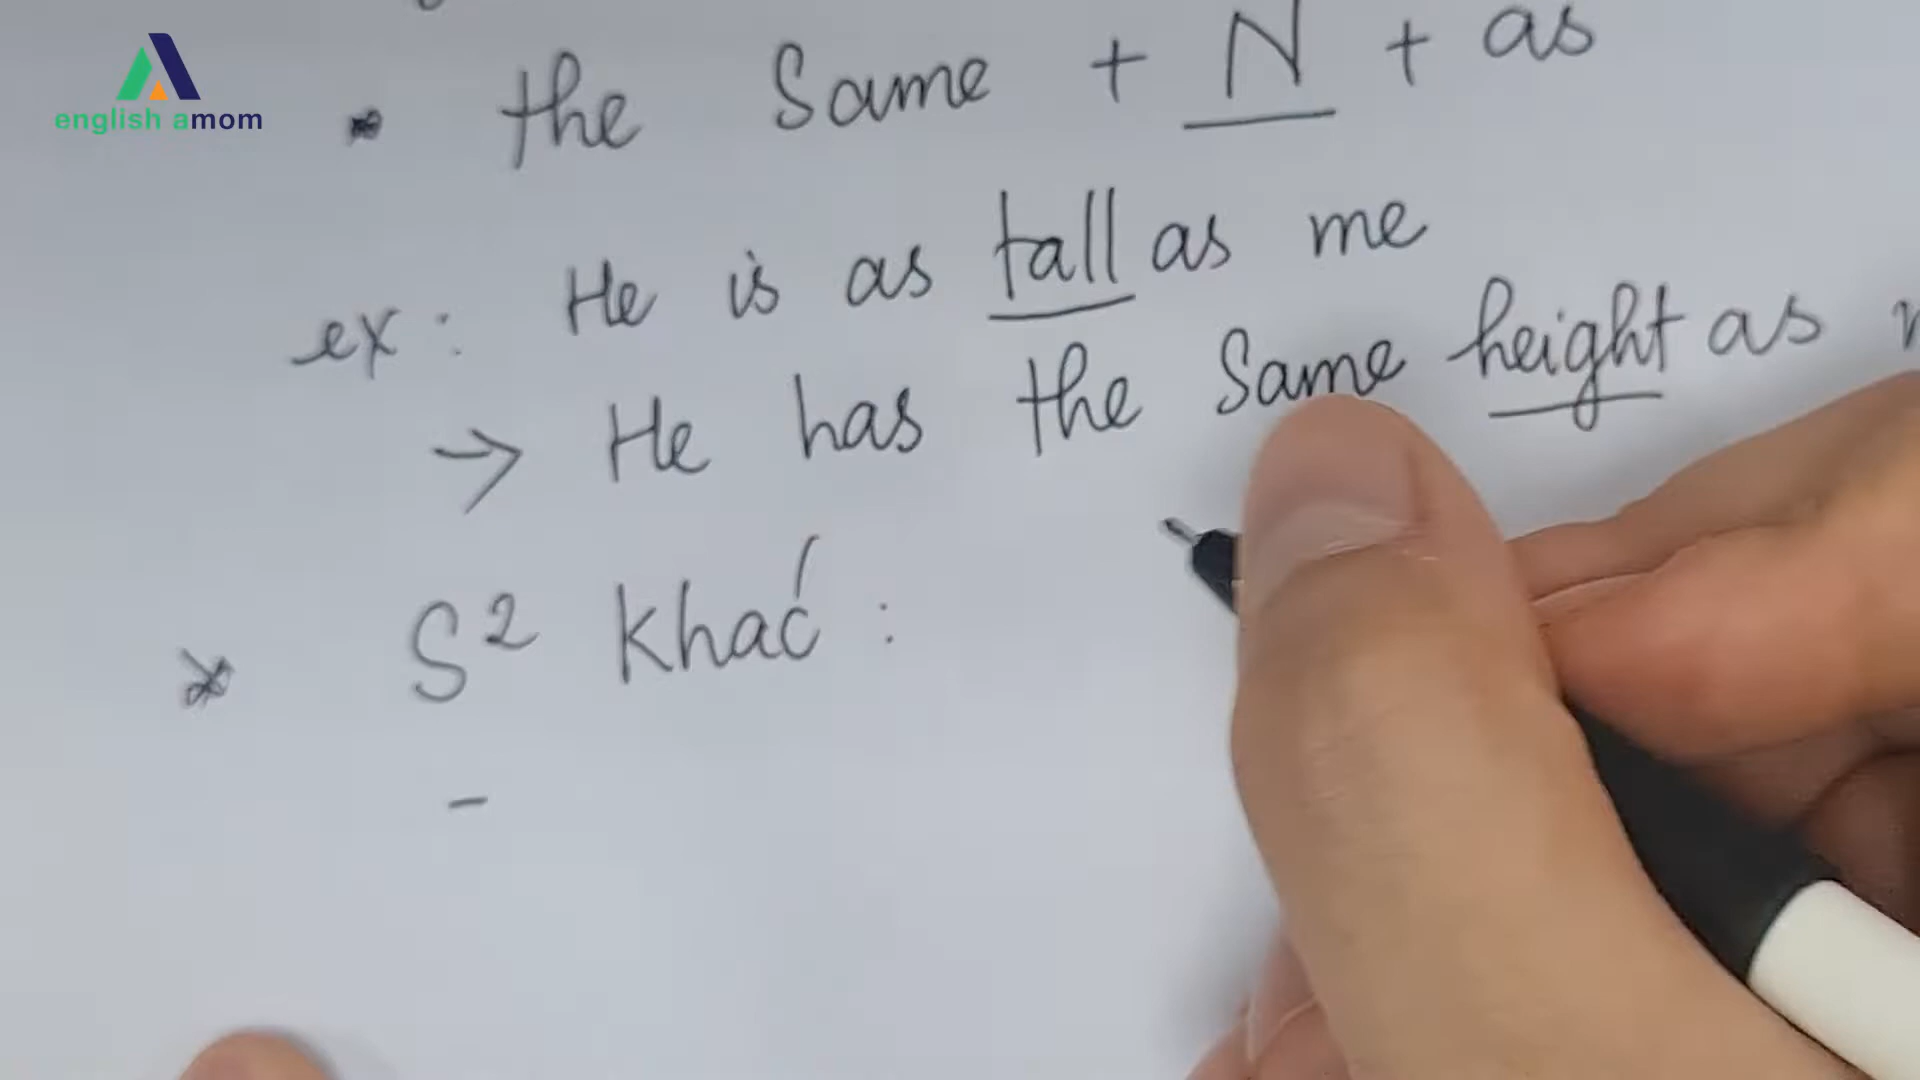 english amom
* the same + N + as
ex: He is as tall as me
→ He has the same height as
* S² khác:
-